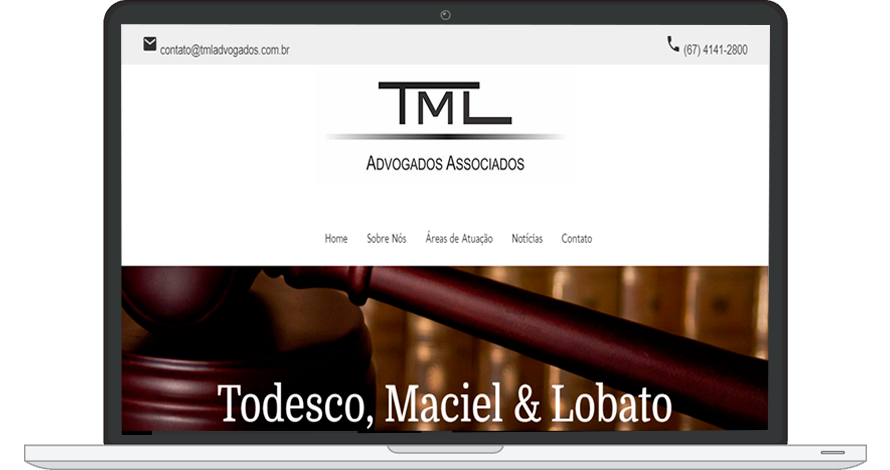 contato@tmladvogados.com.br
(67) 4141-2800
TML
ADVOGADOS ASSOCIADOS
Home Sobre Nós Áreas de Atuação Notícias Contato
Todesco, Maciel & Lobato